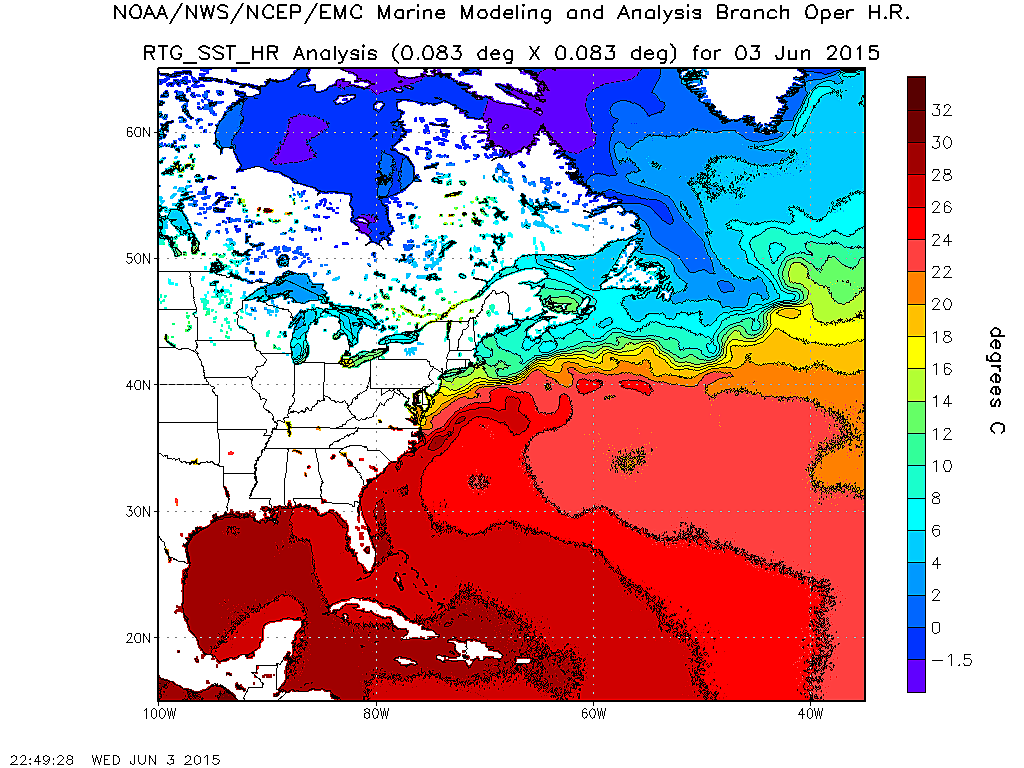 NOAA/NWS/NCEP/EMC Marine Modeling and Analysis Branch Oper H.R.
RTG_SST_HR Analysis (0.083 deg X 0.083 deg) for 03 Jun 2015
60N
50N
40N
30N
20N
100W
80W
60W
40W
32
30
28
26
24
22
20
18
16
14
12
10
8
6
4
2
0
−1.5
degrees C
22:49:28 WED JUN 3 2015